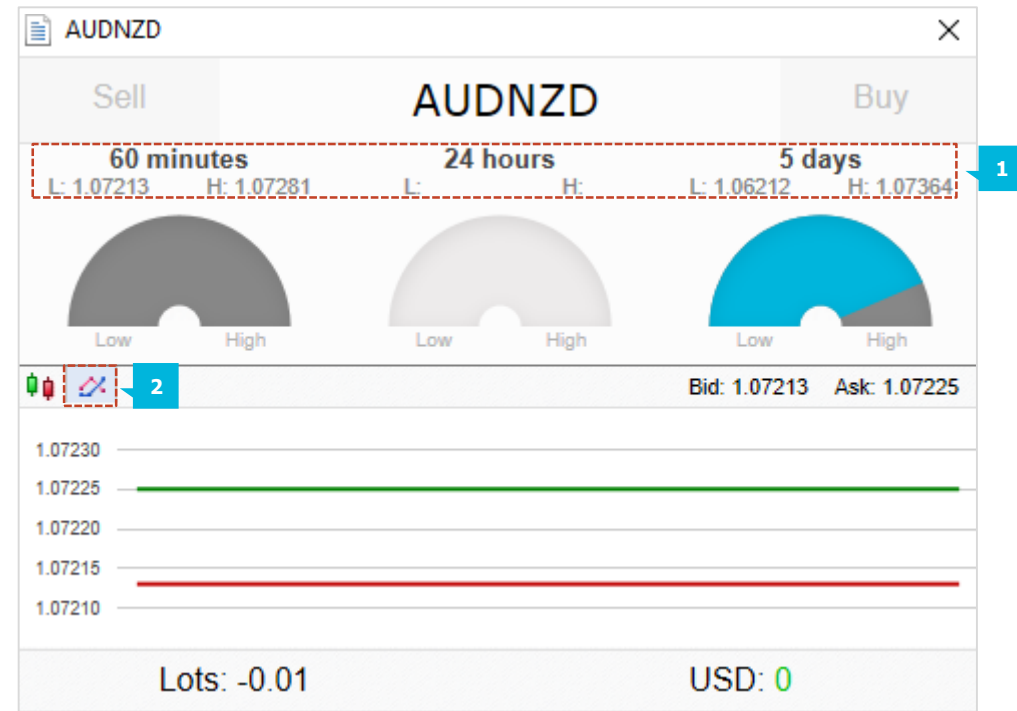 AUDNZD
Sell AUDNZD Buy
60 minutes 24 hours 5 days
L: 1.07213 H: 1.07281 L: H: L: 1.06212 H: 1.07364
1
Low High Low High Low High
2 Bid: 1.07213 Ask: 1.07225
1.07230
1.07225
1.07220
1.07215
1.07210
Lots: -0.01 USD: 0